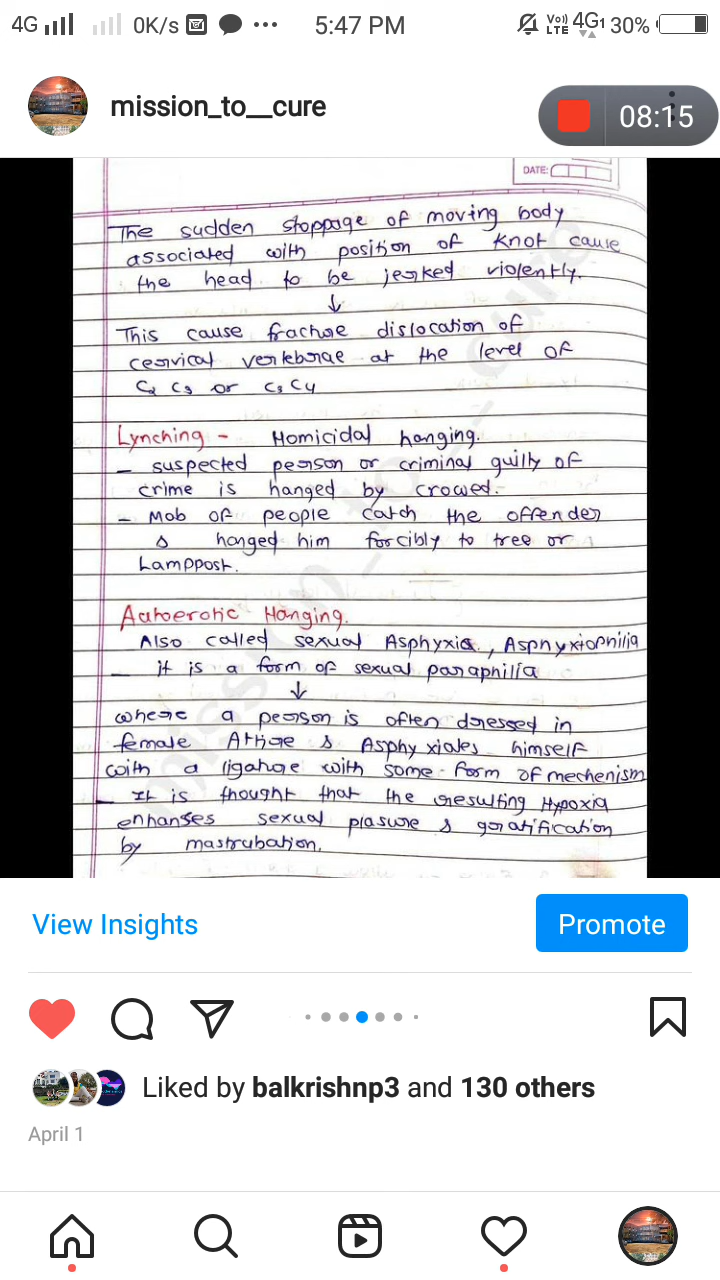 4G 0K/s ••• 5:47 PM Vo)) LTE 4G1 30%
mission_to__cure
08:15
DATE:
The sudden stoppage of moving body
associated with position of knot cause
the head to be jerked violently.
↓
This cause fracture dislocation of
cervical vertebrae at the level of
C2 C3 or C3 C4
Lynching - Homicidal hanging.
- suspected person or criminal guilty of
crime is hanged by crowed.
- Mob of people catch the offender
& hanged him forcibly to tree or
Lamppost.
Autoerotic Hanging.
Also called sexual Asphyxia, Asphyxiophilia
- it is a form of sexual paraphilia
↓
where a person is often dressed in
female Attire & Asphyxiates himself
with a ligature with some form of mechenism
- It is thought that the resulting Hypoxia
enhanses sexual plasure & gratification
by mastrubation.
mission_to__cure
View Insights
Promote
Liked by balkrishnp3 and 130 others
April 1